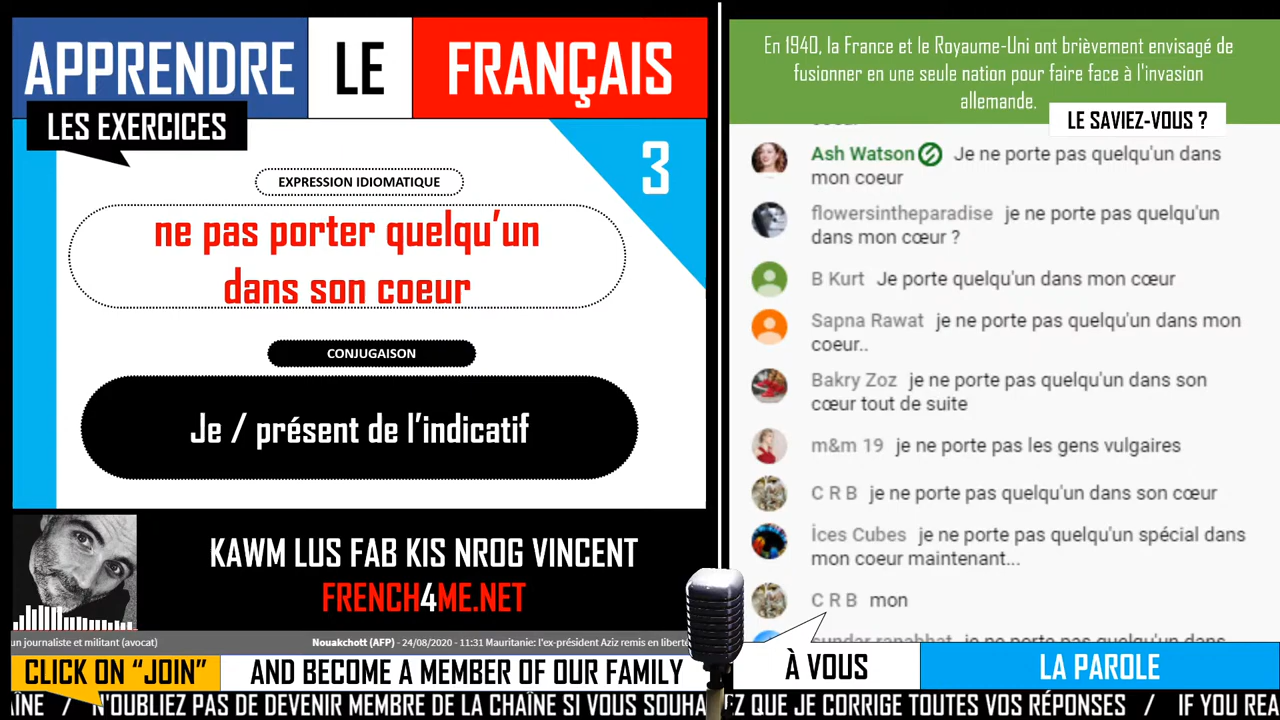 APPRENDRE LE FRANÇAIS
LES EXERCICES
3
EXPRESSION IDIOMATIQUE
ne pas porter quelqu'un
dans son coeur
CONJUGAISON
Je / présent de l'indicatif
KAWM LUS FAB KIS NROG VINCENT
FRENCH4ME.NET
un journaliste et militant (avocat)
Nouakchott (AFP) - 24/08/2020 - 11:31 Mauritanie: l'ex-président Aziz remis en liberté
CLICK ON "JOIN" AND BECOME A MEMBER OF OUR FAMILY
En 1940, la France et le Royaume-Uni ont brièvement envisagé de
fusionner en une seule nation pour faire face à l'invasion
allemande.
LE SAVIEZ-VOUS ?
Ash Watson Je ne porte pas quelqu'un dans
mon coeur
flowersintheparadise je ne porte pas quelqu'un
dans mon cœur ?
B Kurt Je porte quelqu'un dans mon cœur
Sapna Rawat je ne porte pas quelqu'un dans mon
coeur..
Bakry Zoz je ne porte pas quelqu'un dans son
cœur tout de suite
m&m 19 je ne porte pas les gens vulgaires
C R B je ne porte pas quelqu'un dans son cœur
İces Cubes je ne porte pas quelqu'un spécial dans
mon coeur maintenant...
C R B mon
je ne porte pas quelqu'un dans
À VOUS LA PAROLE
N'OUBLIEZ PAS DE DEVENIR MEMBRE DE LA CHAÎNE SI VOUS SOUHA Z QUE JE CORRIGE TOUTES VOS RÉPONSES / IF YOU REA